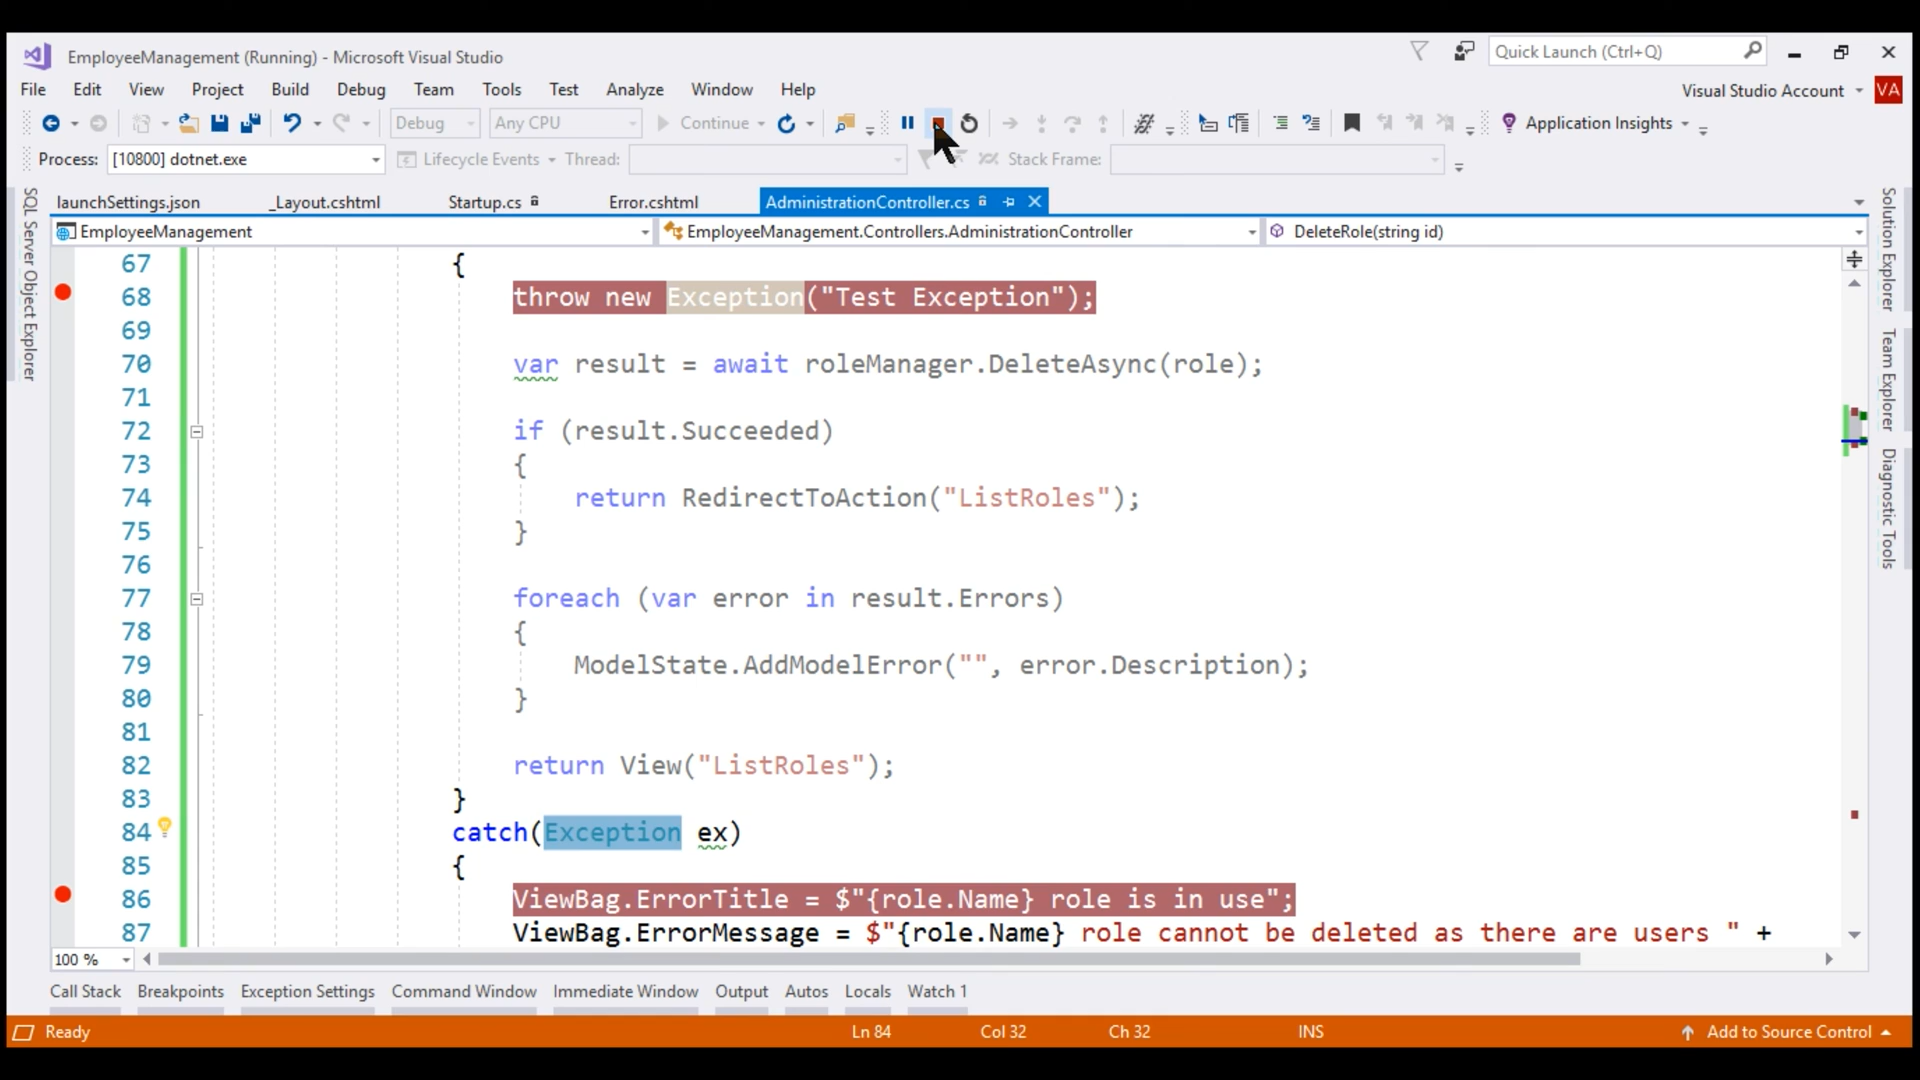 EmployeeManagement (Running) - Microsoft Visual Studio
Quick Launch (Ctrl+Q)
File Edit View Project Build Debug Team Tools Test Analyze Window Help
Visual Studio Account VA
Debug Any CPU Continue Application Insights
Process: [10800] dotnet.exe Lifecycle Events Thread: Stack Frame:
launchSettings.json _Layout.cshtml Startup.cs Error.cshtml AdministrationController.cs
EmployeeManagement EmployeeManagement.Controllers.AdministrationController DeleteRole(string id)
SQL Server Object Explorer
Solution Explorer
Team Explorer
Diagnostic Tools
67 {
68 throw new Exception("Test Exception");
69
70 var result = await roleManager.DeleteAsync(role);
71
72 if (result.Succeeded)
73 {
74 return RedirectToAction("ListRoles");
75 }
76
77 foreach (var error in result.Errors)
78 {
79 ModelState.AddModelError("", error.Description);
80 }
81
82 return View("ListRoles");
83 }
84 catch(Exception ex)
85 {
86 ViewBag.ErrorTitle = $"{role.Name} role is in use";
87 ViewBag.ErrorMessage = $"{role.Name} role cannot be deleted as there are users " +
100 %
Call Stack Breakpoints Exception Settings Command Window Immediate Window Output Autos Locals Watch 1
Ready Ln 84 Col 32 Ch 32 INS Add to Source Control